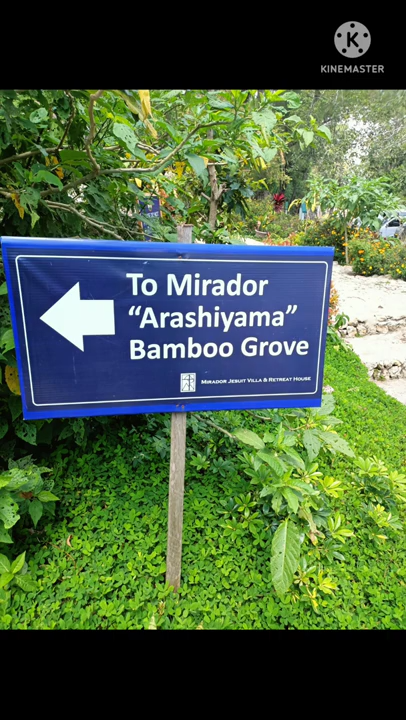 KINEMASTER
To Mirador
"Arashiyama"
Bamboo Grove
MIRADOR JESUIT VILLA & RETREAT HOUSE